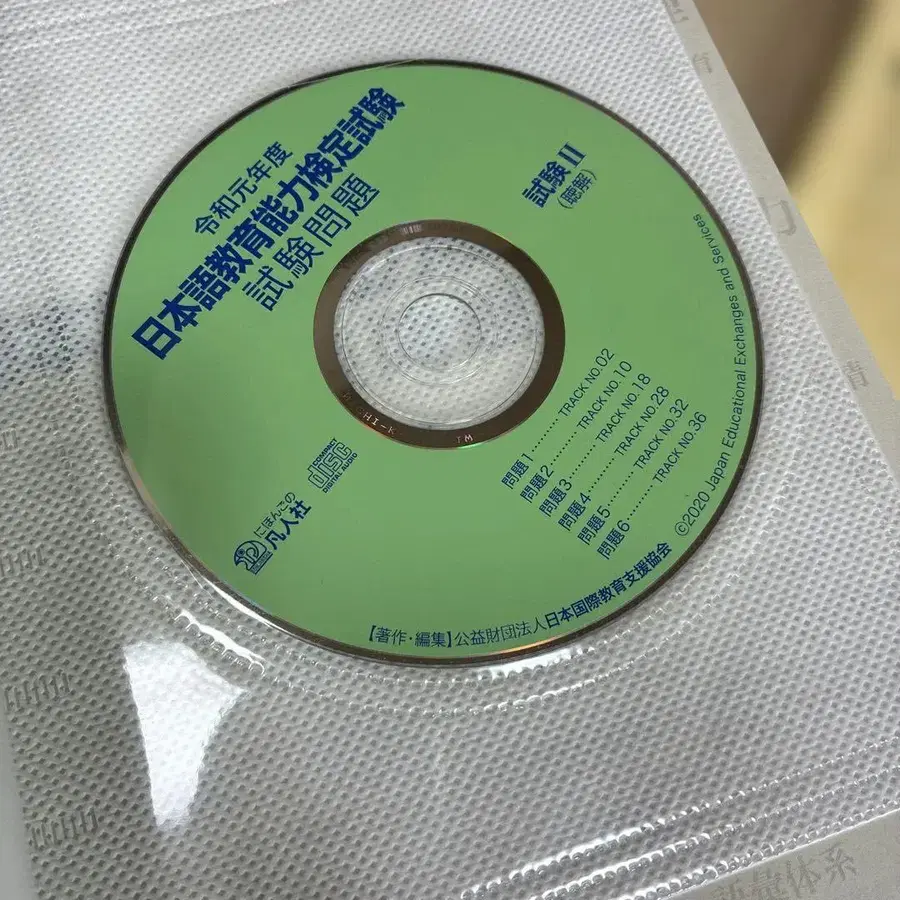 令和元年度
日本語教育能力検定試験
試験問題
試験Ⅱ
(聴解)
問題1………TRACK NO.02
問題2………TRACK NO.10
問題3………TRACK NO.18
問題4………TRACK NO.28
問題5………TRACK NO.32
問題6………TRACK NO.36
COMPACT
disc
DIGITAL AUDIO
にほんごの
凡人社
【著作・編集】公益財団法人日本国際教育支援協会
©2020 Japan Educational Exchanges and Services
語彙体系